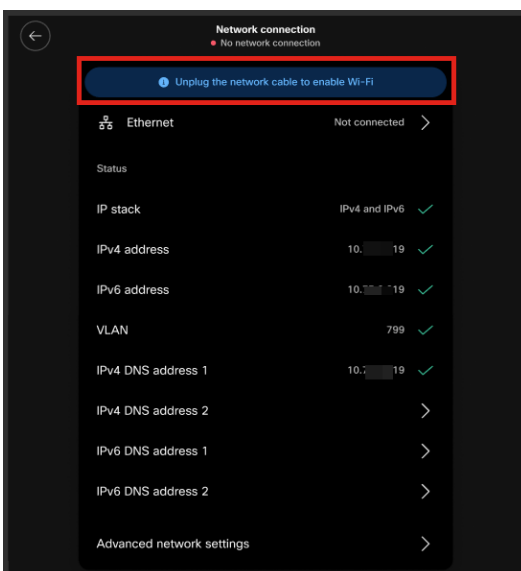 Network connection
No network connection
Unplug the network cable to enable Wi-Fi
Ethernet Not connected
Status
IP stack IPv4 and IPv6
IPv4 address 10. 19
IPv6 address 10. 19
VLAN 799
IPv4 DNS address 1 10. 19
IPv4 DNS address 2
IPv6 DNS address 1
IPv6 DNS address 2
Advanced network settings